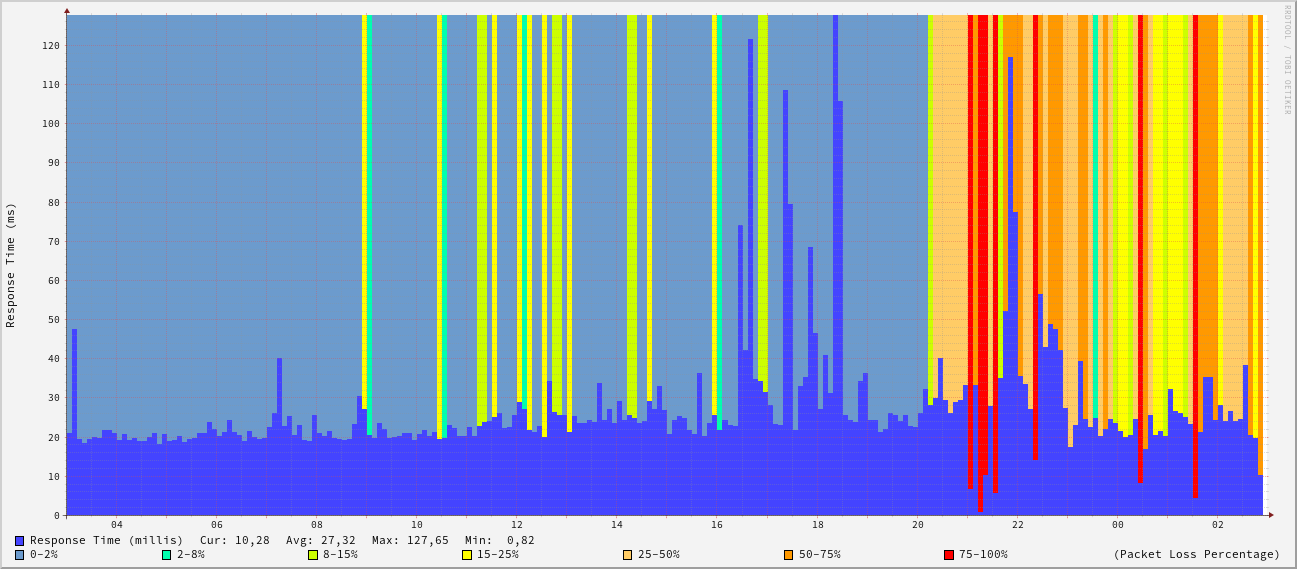 RRDTOOL / TOBI OETIKER
Response Time (ms)
120
110
100
90
80
70
60
50
40
30
20
10
0
04 06 08 10 12 14 16 18 20 22 00 02
Response Time (millis) Cur: 10,28 Avg: 27,32 Max: 127,65 Min: 0,82
0-2% 2-8% 8-15% 15-25% 25-50% 50-75% 75-100% (Packet Loss Percentage)